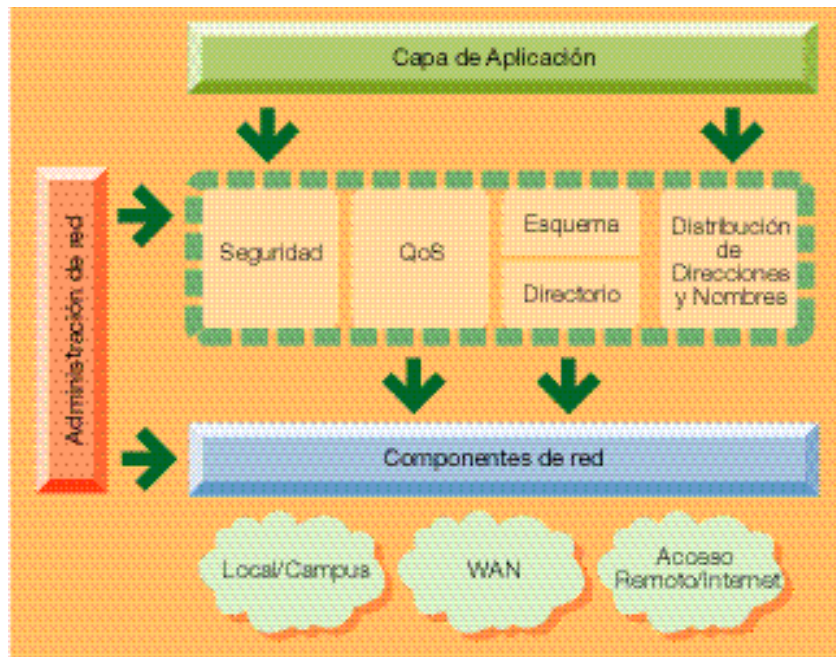 Capa de Aplicación
Administración de red
Seguridad
QoS
Esquema
Directorio
Distribución
de
Direcciones
y Nombres
Componentes de red
Local/Campus
WAN
Acceso
Remoto/Internet